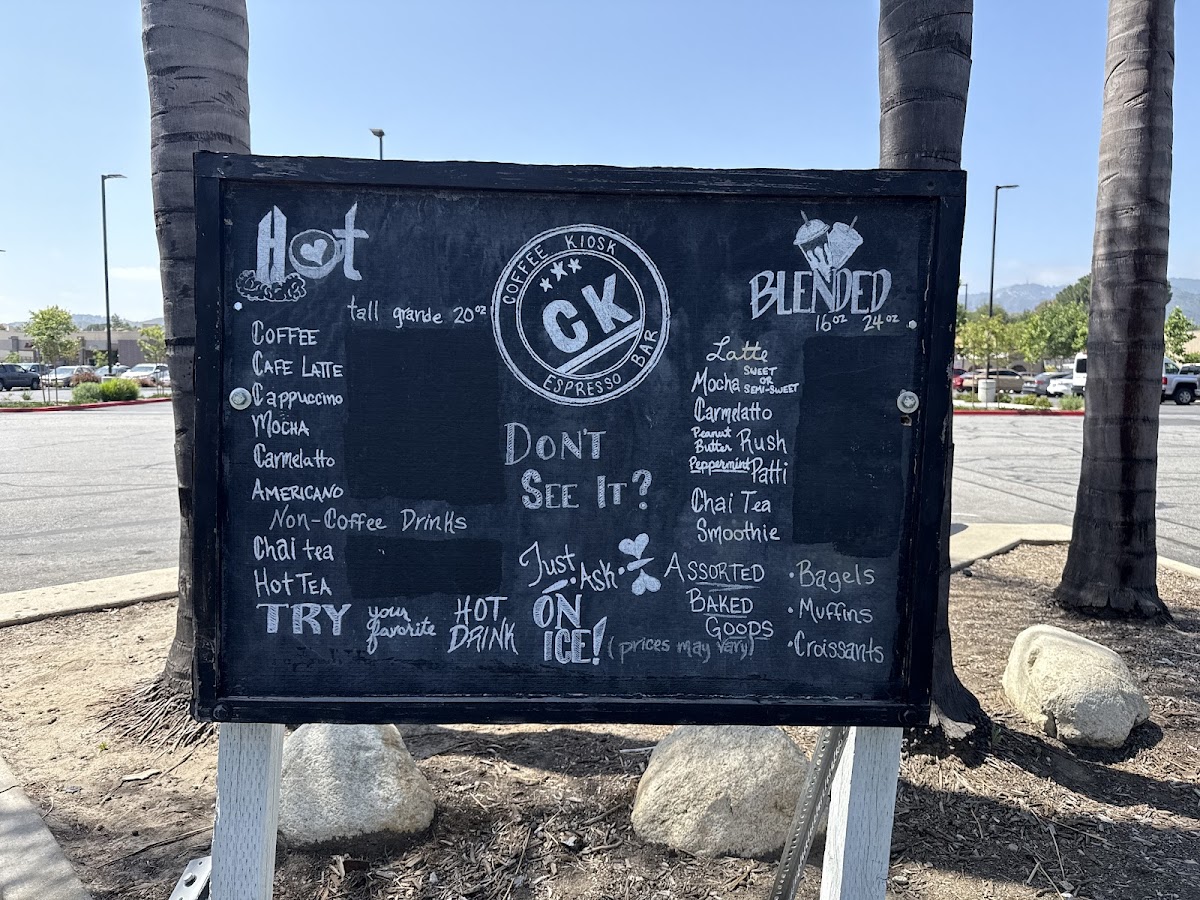 Hot
tall grande 20oz
COFFEE
CAFE LATTE
Cappuccino
MOCHA
Carmelatto
AMERICANO
Non-Coffee Drinks
Chai tea
HOT TEA
TRY your favorite HOT DRINK ON ICE! (prices may vary)
COFFEE KIOSK
CK
ESPRESSO BAR
DON'T
SEE IT?
Just Ask
BLENDED
16oz 24oz
Latte
Mocha SWEET OR SEMI-SWEET
Carmelatto
Peanut Butter Rush
Peppermint Patti
Chai Tea
Smoothie
ASSORTED
BAKED
GOODS
•Bagels
•Muffins
•Croissants